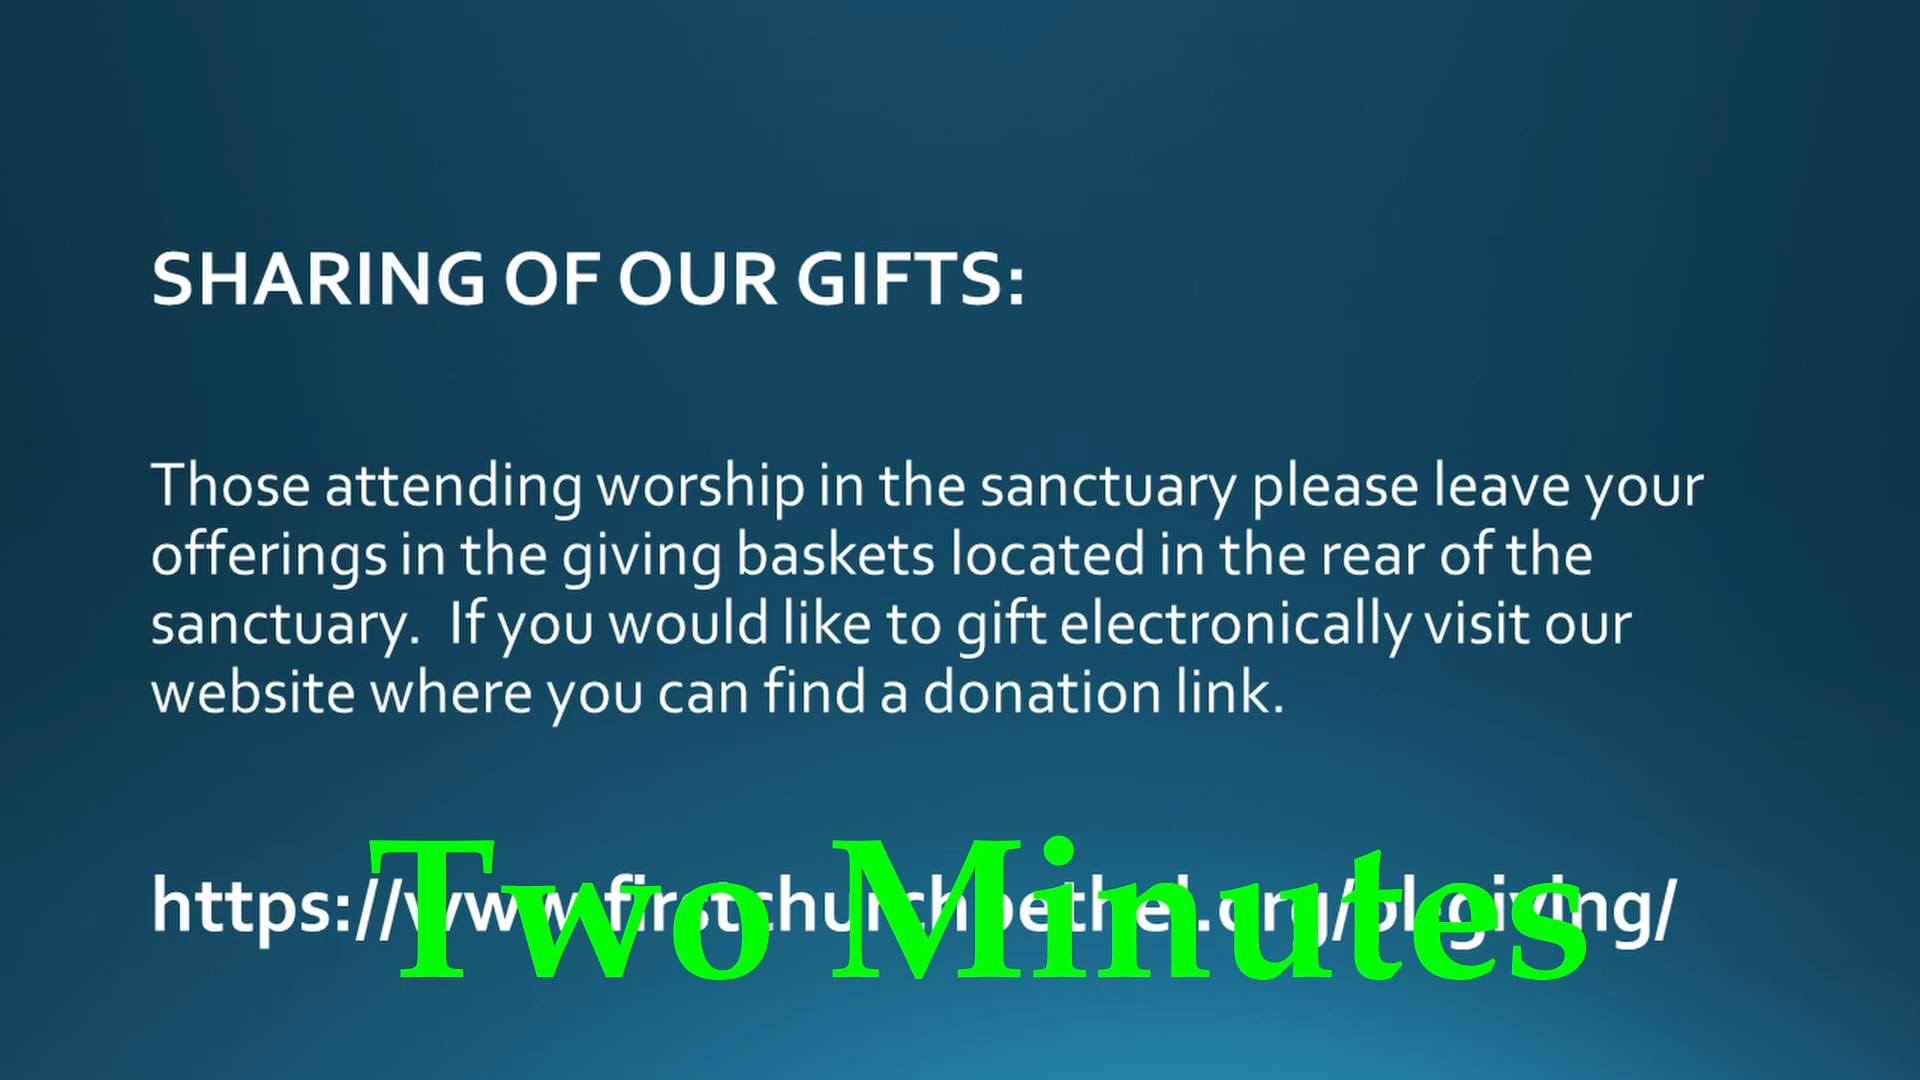 SHARING OF OUR GIFTS:
Those attending worship in the sanctuary please leave your
offerings in the giving baskets located in the rear of the
sanctuary.  If you would like to gift electronically visit our
website where you can find a donation link.
Two Minutes